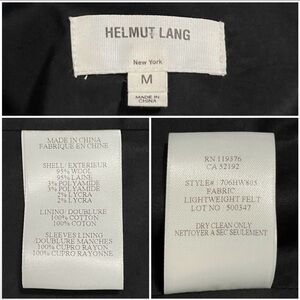 HELMUT LANG
New York
M
MADE IN
CHINA
MADE IN CHINA
FABRIQUE EN CHINE
SHELL/ EXTERIEUR
95% WOOL
95% LAINE
3% POLYAMIDE
3% POLYAMIDE
2% LYCRA
2% LYCRA
LINING/ DOUBLURE
100% COTTON
100% COTON
SLEEVES LINING/
DOUBLURE MANCHES
100% CUPRO RAYON
100% CUPRO RAYONNE
RN 119376
CA 52192
STYLE# 706HW805
FABRIC
LIGHTWEIGHT FELT
LOT NO 500347
DRY CLEAN ONLY
NETTOYER A SEC SEULEMENT